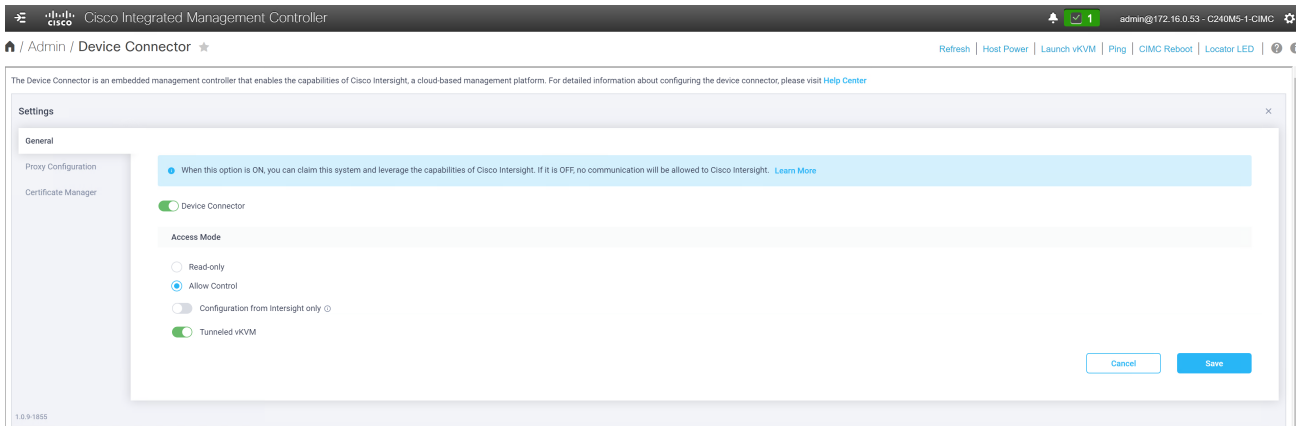 cisco Cisco Integrated Management Controller 1 admin@172.16.0.53 - C240M5-1-CIMC
/ Admin / Device Connector Refresh | Host Power | Launch vKVM | Ping | CIMC Reboot | Locator LED |
The Device Connector is an embedded management controller that enables the capabilities of Cisco Intersight, a cloud-based management platform. For detailed information about configuring the device connector, please visit Help Center
Settings
General
Proxy Configuration
Certificate Manager
When this option is ON, you can claim this system and leverage the capabilities of Cisco Intersight. If it is OFF, no communication will be allowed to Cisco Intersight. Learn More
Device Connector
Access Mode
Read-only
Allow Control
Configuration from Intersight only
Tunneled vKVM
Cancel Save
1.0.9-1855